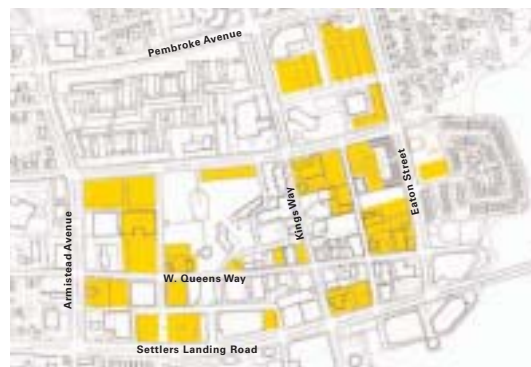 Pembroke Avenue
Eaton Street
Kings Way
Armistead Avenue
W. Queens Way
Settlers Landing Road